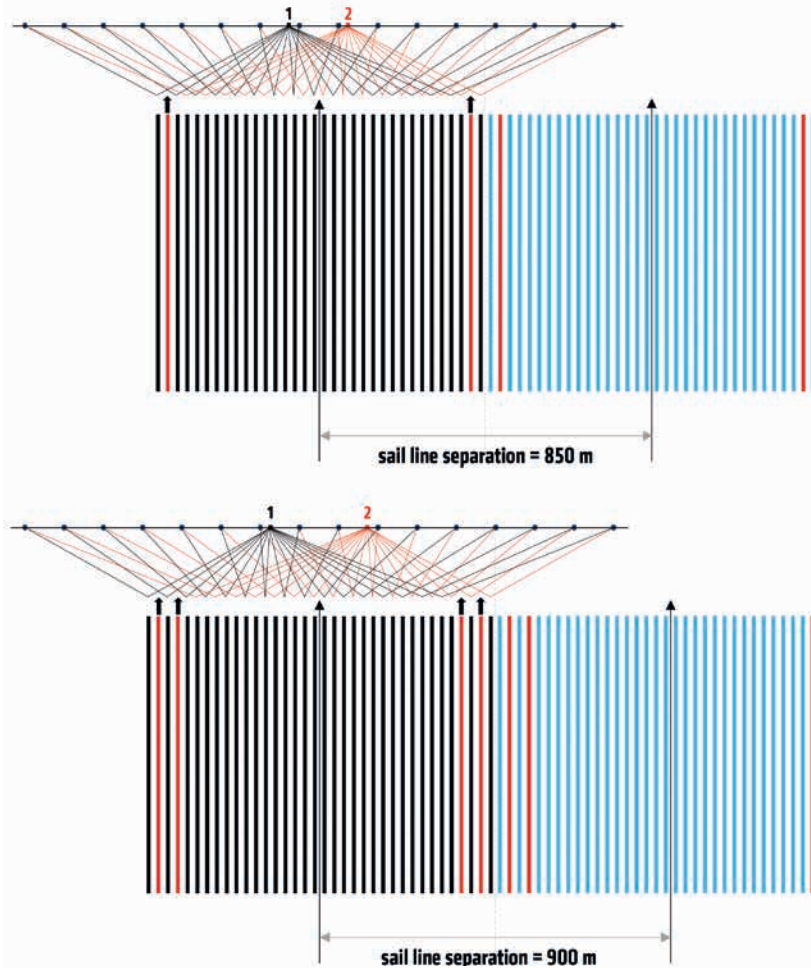 1 2
sail line separation = 850 m
1 2
sail line separation = 900 m